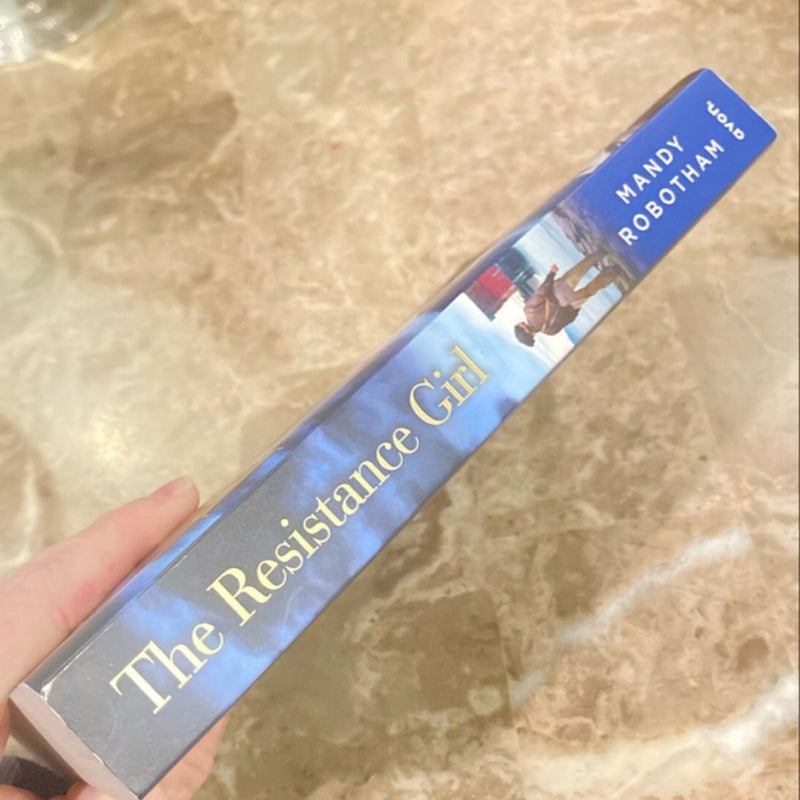 The Resistance Girl
MANDY
ROBOTHAM
avon